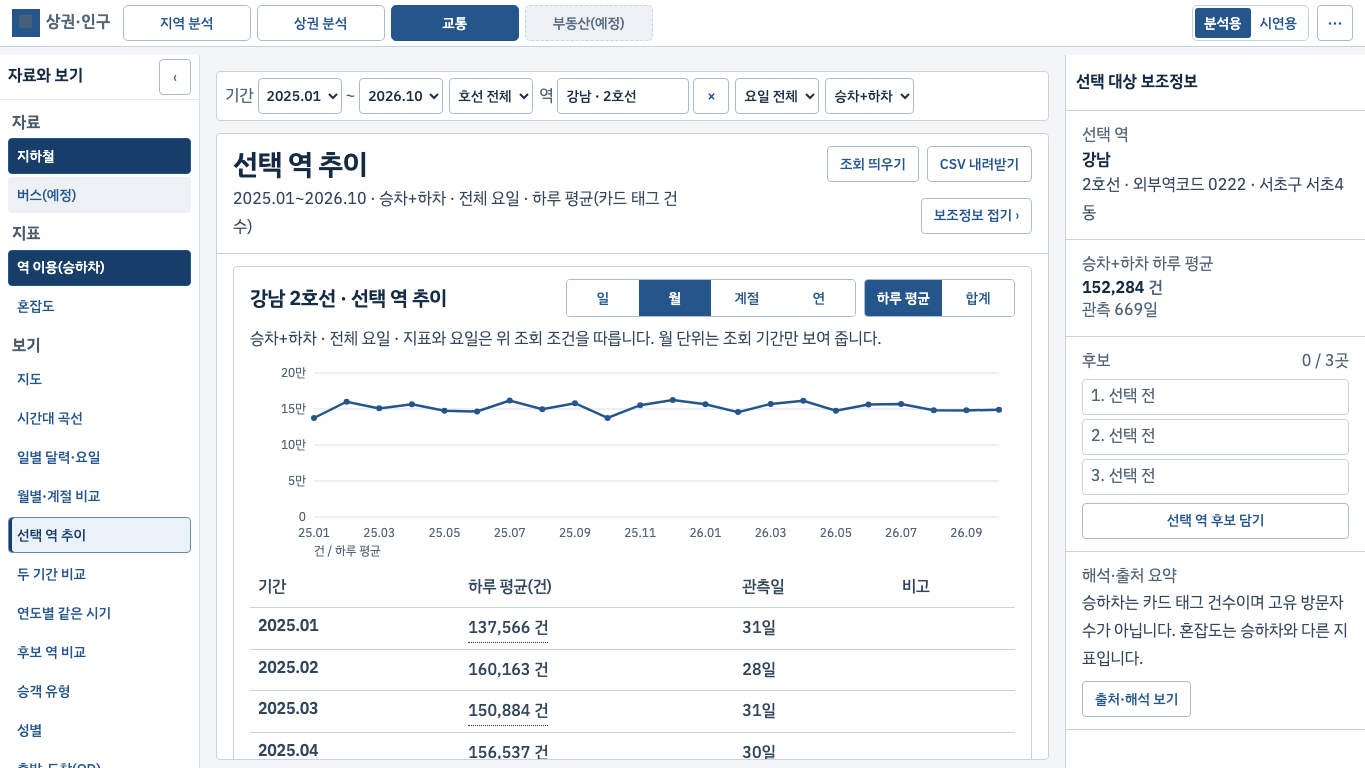 상권·인구
지역 분석
상권 분석
교통
부동산(예정)
분석용
시연용
···
자료와 보기
‹
자료
지하철
버스(예정)
지표
역 이용(승하차)
혼잡도
보기
지도
시간대 곡선
일별 달력·요일
월별·계절 비교
선택 역 추이
두 기간 비교
연도별 같은 시기
후보 역 비교
승객 유형
성별
기간 2025.01 ~ 2026.10 호선 전체 역 강남 · 2호선 × 요일 전체 승차+하차
선택 역 추이
조회 띄우기
CSV 내려받기
2025.01~2026.10 · 승차+하차 · 전체 요일 · 하루 평균(카드 태그 건
수)
보조정보 접기 ›
강남 2호선 · 선택 역 추이
일 월 계절 연
하루 평균 합계
승차+하차 · 전체 요일 · 지표와 요일은 위 조회 조건을 따릅니다. 월 단위는 조회 기간만 보여 줍니다.
20만
15만
10만
5만
0
25.01 25.03 25.05 25.07 25.09 25.11 26.01 26.03 26.05 26.07 26.09
건 / 하루 평균
기간 하루 평균(건) 관측일 비고
2025.01 137,566 건 31일
2025.02 160,163 건 28일
2025.03 150,884 건 31일
2025.04 156,537 건 30일
선택 대상 보조정보
선택 역
강남
2호선 · 외부역코드 0222 · 서초구 서초4
동
승차+하차 하루 평균
152,284 건
관측 669일
후보 0 / 3곳
1. 선택 전
2. 선택 전
3. 선택 전
선택 역 후보 담기
해석·출처 요약
승하차는 카드 태그 건수이며 고유 방문자
수가 아닙니다. 혼잡도는 승하차와 다른 지
표입니다.
출처·해석 보기